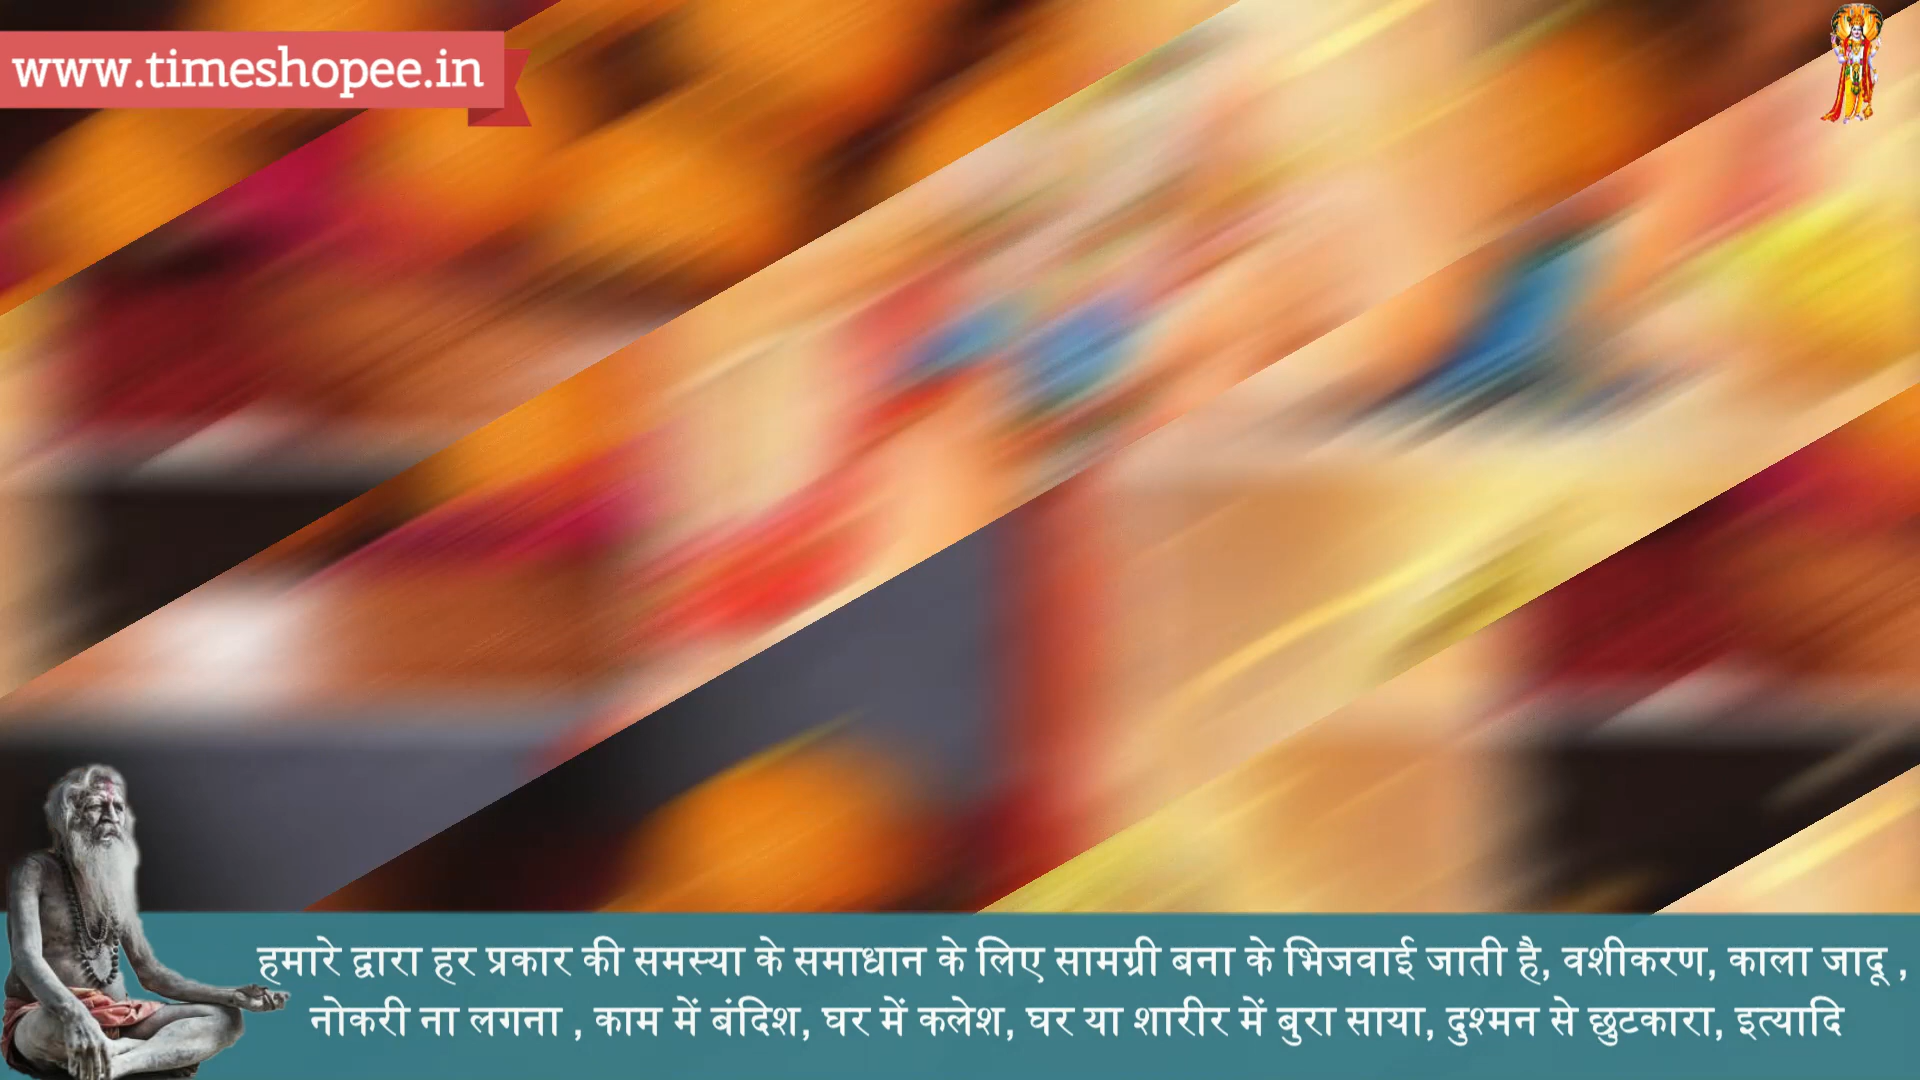 www.timeshopee.in
हमारे द्वारा हर प्रकार की समस्या के समाधान के लिए सामग्री बना के भिजवाई जाती है, वशीकरण, काला जादू ,
नोकरी ना लगना , काम में बंदिश, घर में कलेश, घर या शारीर में बुरा साया, दुश्मन से छुटकारा, इत्यादि